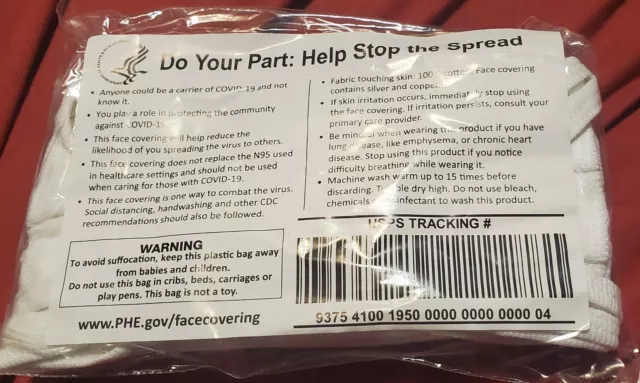 Do Your Part: Help Stop the Spread
• Anyone could be a carrier of COVID-19 and not
know it.
• You play a role in protecting the community
against COVID-1
• This face covering will help reduce the
likelihood of you spreading the virus to others.
• This face covering does not replace the N95 used
in healthcare settings and should not be used
when caring for those with COVID-19.
• This face covering is one way to combat the virus.
Social distancing, handwashing and other CDC
recommendations should also be followed.
WARNING
To avoid suffocation, keep this plastic bag away
from babies and children.
Do not use this bag in cribs, beds, carriages or
play pens. This bag is not a toy.
www.PHE.gov/facecovering
• Fabric touching skin: 100 cotton. Face covering
contains silver and copper
• If skin irritation occurs, immediately stop using
the face covering. If irritation persists, consult your
primary care provider.
• Be mindful when wearing this product if you have
lung disease, like emphysema, or chronic heart
disease. Stop using this product if you notice
difficulty breathing while wearing it.
• Machine wash warm up to 15 times before
discarding. Tumble dry high. Do not use bleach,
chemicals disinfectant to wash this product.
USPS TRACKING #
9375 4100 1950 0000 0000 0000 04